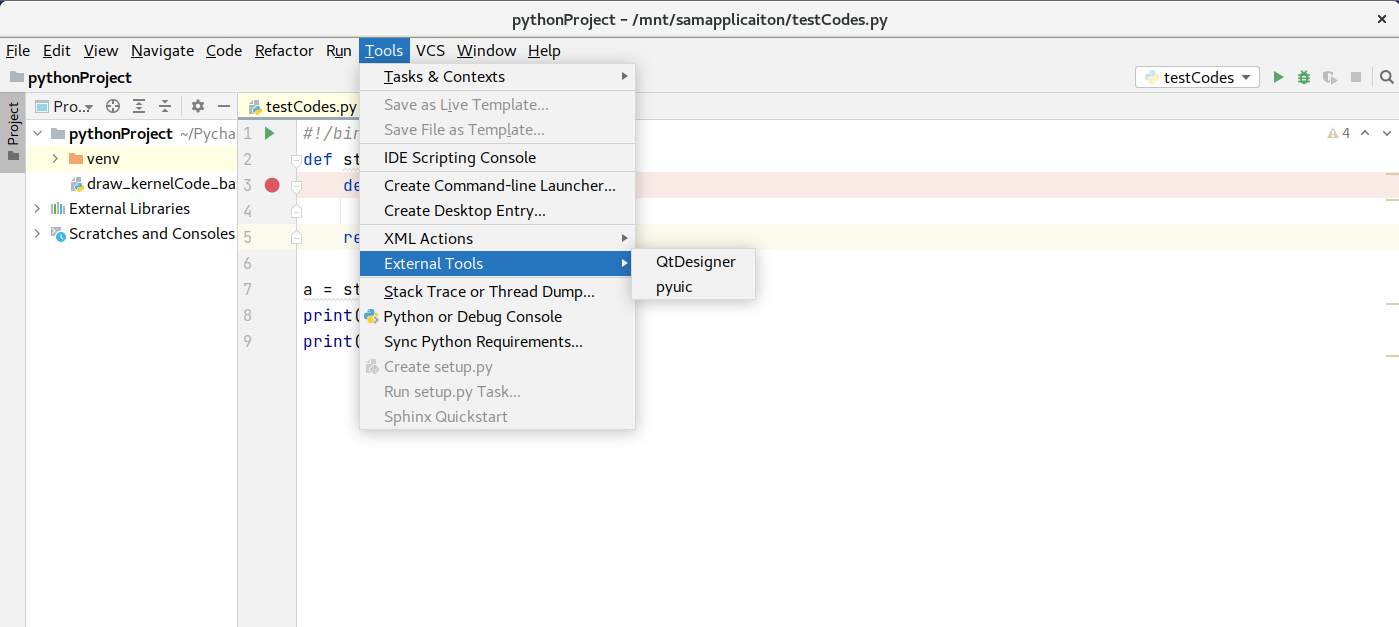 pythonProject – /mnt/samapplicaiton/testCodes.py
File Edit View Navigate Code Refactor Run Tools VCS Window Help
pythonProject
testCodes
Project
Pro...
testCodes.py
pythonProject ~/Pycha
venv
draw_kernelCode_ba
External Libraries
Scratches and Consoles
1 #!/bin
2 def st
3 de
4
5 re
6
7 a = st
8 print(
9 print(
4
Tasks & Contexts
Save as Live Template...
Save File as Template...
IDE Scripting Console
Create Command-line Launcher...
Create Desktop Entry...
XML Actions
External Tools
Stack Trace or Thread Dump...
Python or Debug Console
Sync Python Requirements...
Create setup.py
Run setup.py Task...
Sphinx Quickstart
QtDesigner
pyuic